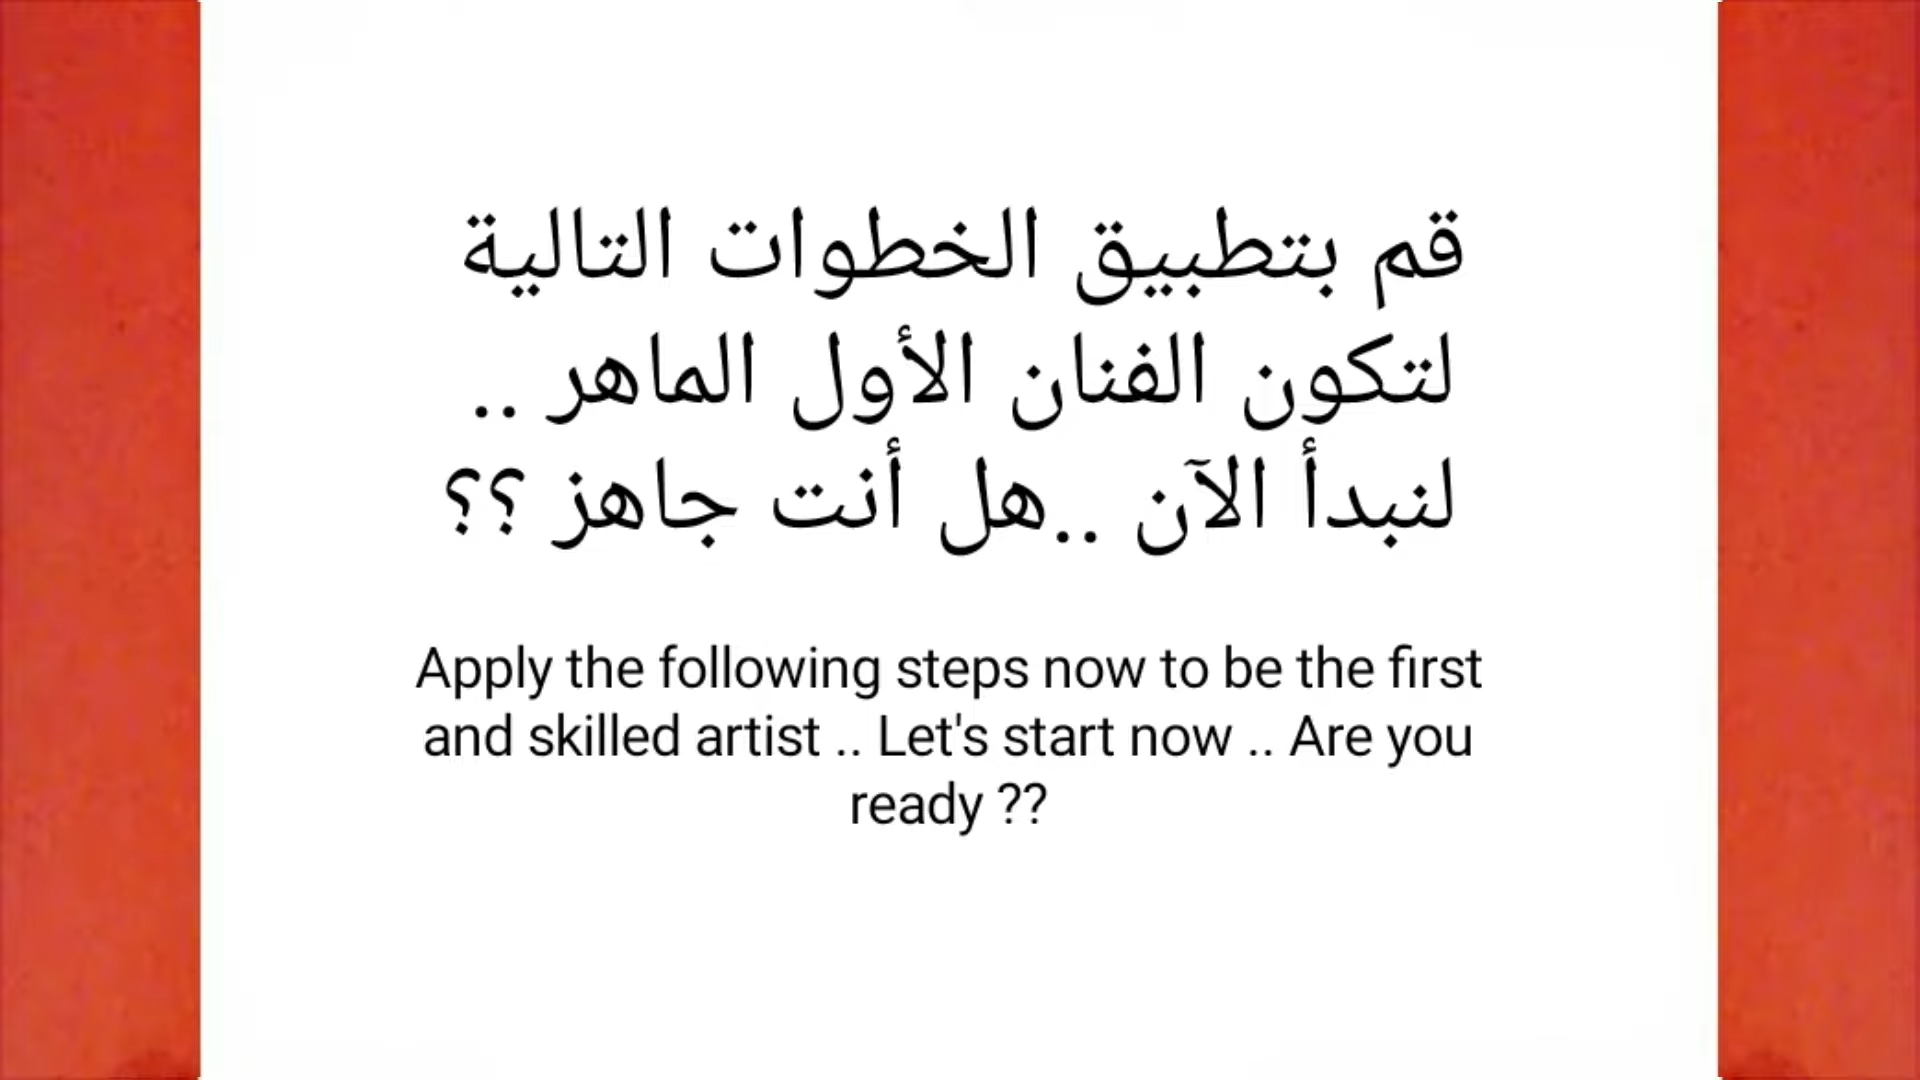 قم بتطبيق الخطوات التالية
لتكون الفنان الأول الماهر ..
لنبدأ الآن ..هل أنت جاهز ؟؟
Apply the following steps now to be the first
and skilled artist .. Let's start now .. Are you
ready ??